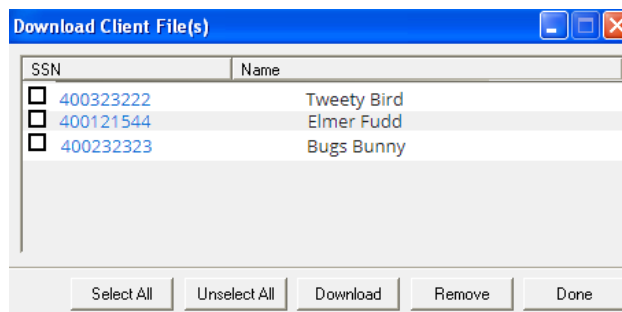 Download Client File(s)
SSN Name
400323222 Tweety Bird
400121544 Elmer Fudd
400232323 Bugs Bunny
Select All Unselect All Download Remove Done